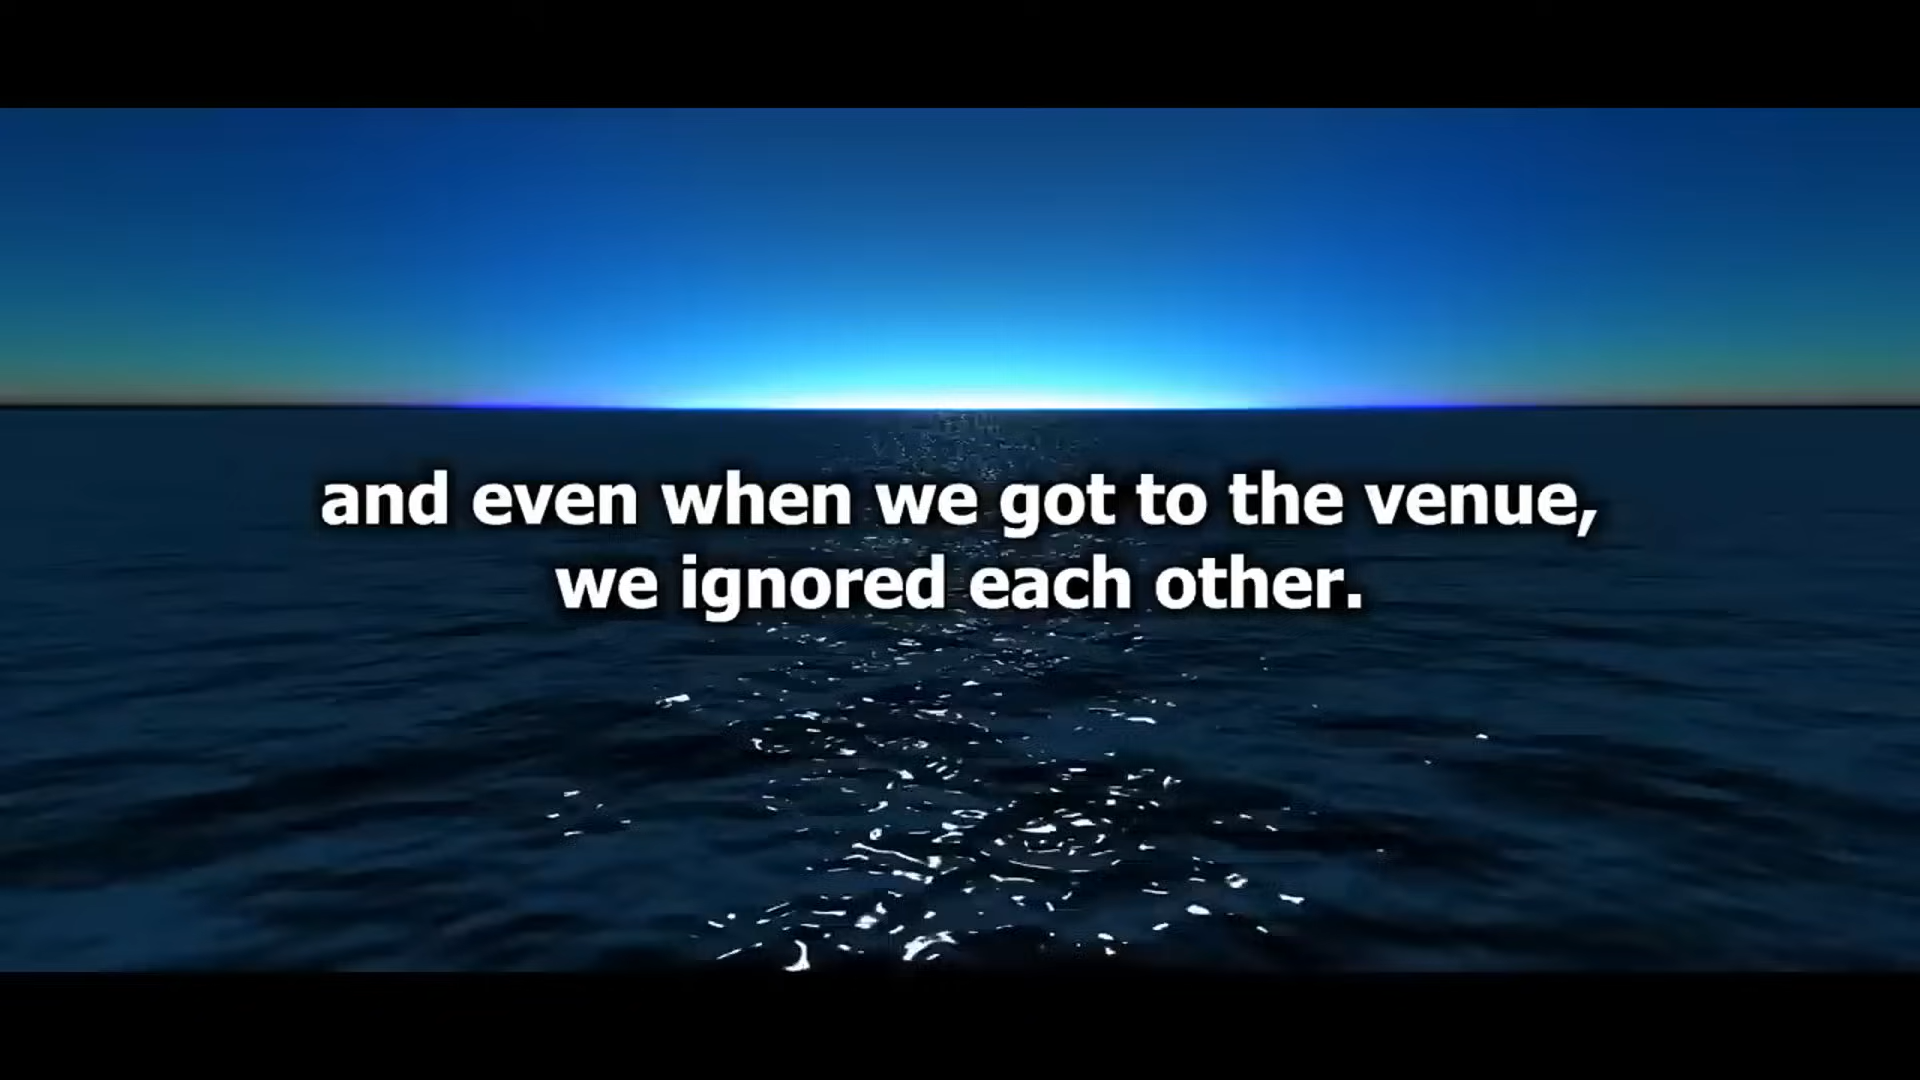 and even when we got to the venue,
we ignored each other.